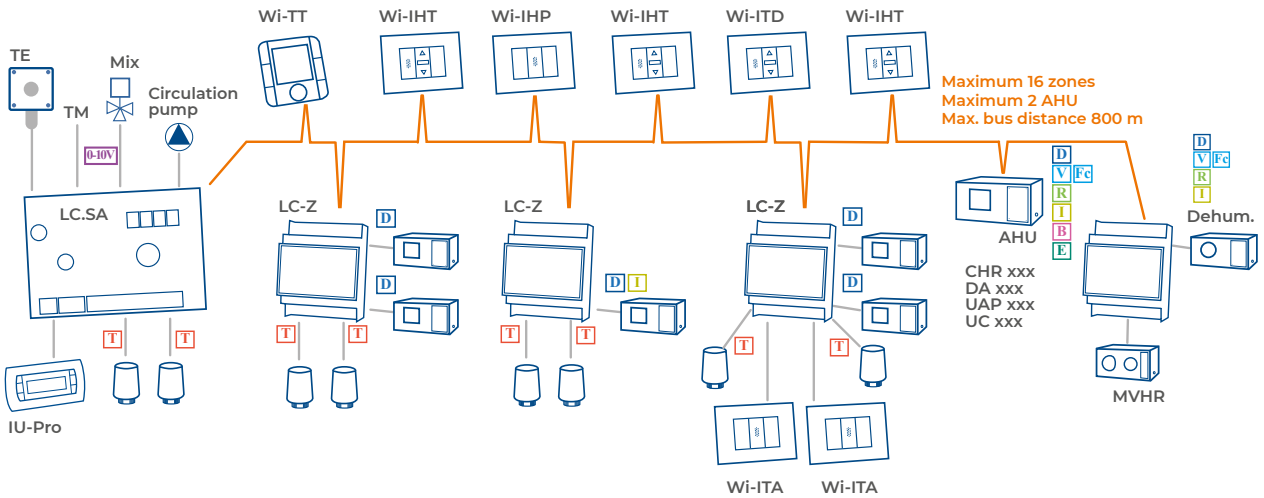 Wi-TT
Wi-IHT
Wi-IHP
Wi-IHT
Wi-ITD
Wi-IHT
TE
Mix
TM
Circulation
pump
0-10V
Maximum 16 zones
Maximum 2 AHU
Max. bus distance 800 m
LC.SA
LC-Z
D
D
T
T
LC-Z
D I
T
T
LC-Z
D
D
T
T
D
V Fc
R
I
B
E
AHU
CHR xxx
DA xxx
UAP xxx
UC xxx
D
V Fc
R
I
Dehum.
MVHR
T
T
IU-Pro
Wi-ITA
Wi-ITA